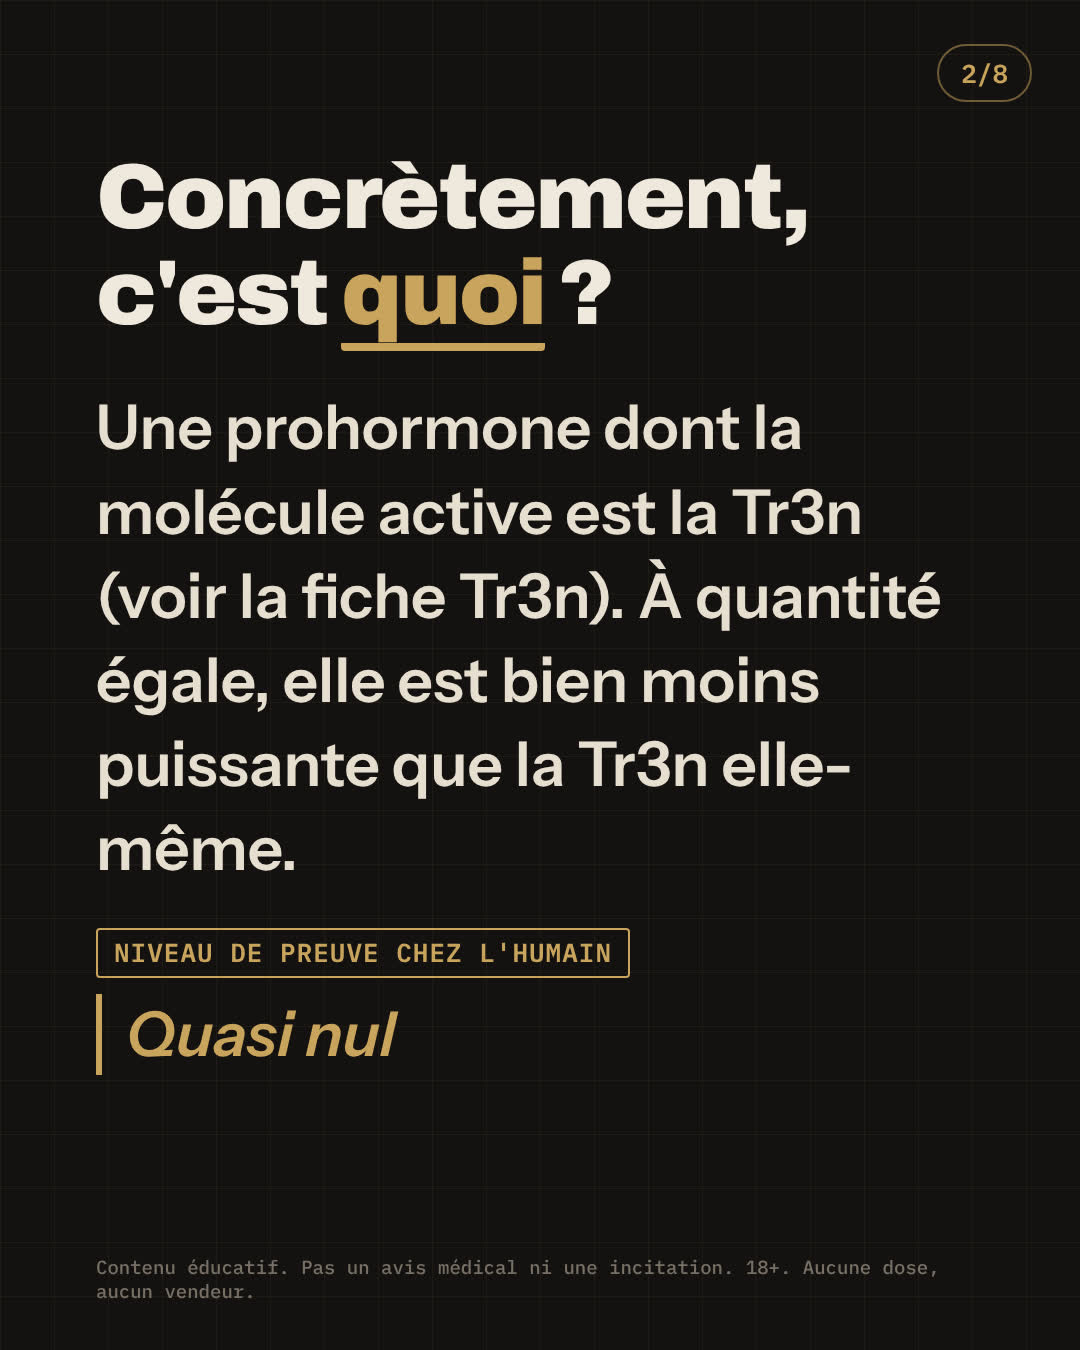 2/8
Concrètement,
c'est quoi ?
Une prohormone dont la
molécule active est la Tr3n
(voir la fiche Tr3n). À quantité
égale, elle est bien moins
puissante que la Tr3n elle-
même.
NIVEAU DE PREUVE CHEZ L'HUMAIN
Quasi nul
Contenu éducatif. Pas un avis médical ni une incitation. 18+. Aucune dose,
aucun vendeur.